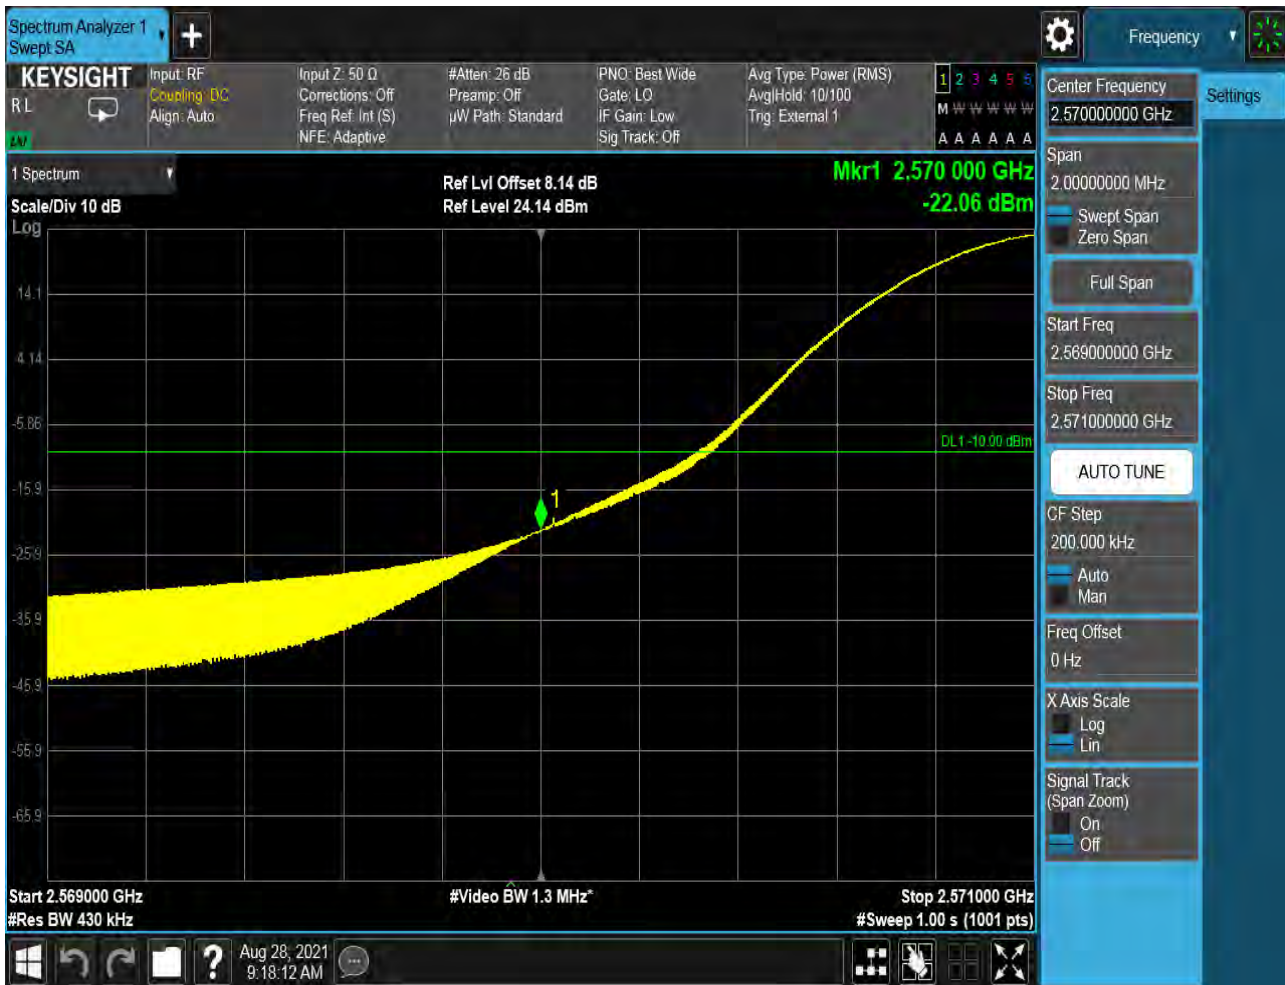 Spectrum Analyzer 1
Swept SA
Frequency
KEYSIGHT
R L
Input: RF
Coupling: DC
Align: Auto
Input Z: 50 Ω
Corrections: Off
Freq Ref: Int (S)
NFE: Adaptive
#Atten: 26 dB
Preamp: Off
µW Path: Standard
PNO: Best Wide
Gate: LO
IF Gain: Low
Sig Track: Off
Avg Type: Power (RMS)
Avg|Hold: 10/100
Trig: External 1
1 2 3 4 5 6
M W W W W W
A A A A A A
1 Spectrum
Scale/Div 10 dB
Log
Ref Lvl Offset 8.14 dB
Ref Level 24.14 dBm
Mkr1 2.570 000 GHz
-22.06 dBm
14.1
4.14
-5.86
-15.9
-25.9
-35.9
-45.9
-55.9
-65.9
DL1 -10.00 dBm
1
Start 2.569000 GHz
#Res BW 430 kHz
#Video BW 1.3 MHz*
Stop 2.571000 GHz
#Sweep 1.00 s (1001 pts)
Center Frequency
2.570000000 GHz
Settings
Span
2.00000000 MHz
Swept Span
Zero Span
Full Span
Start Freq
2.569000000 GHz
Stop Freq
2.571000000 GHz
AUTO TUNE
CF Step
200.000 kHz
Auto
Man
Freq Offset
0 Hz
X Axis Scale
Log
Lin
Signal Track
(Span Zoom)
On
Off
?
Aug 28, 2021
9:18:12 AM